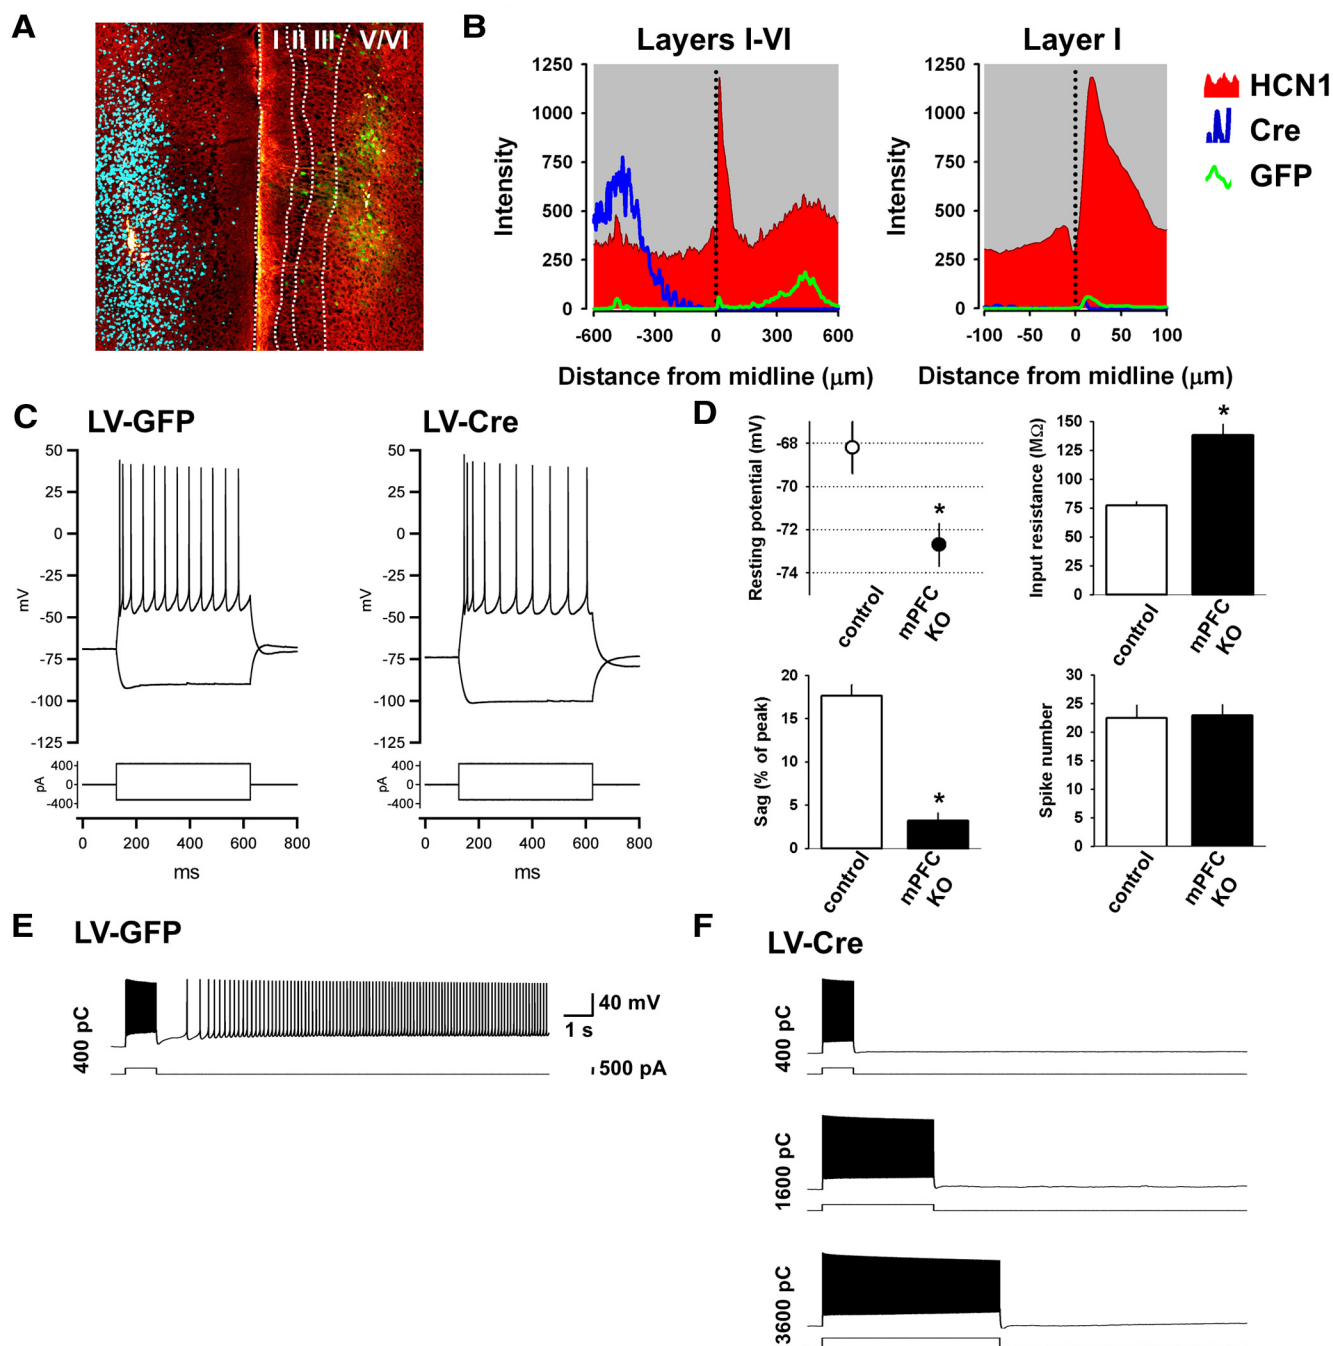 A
I II III V/VI
B
Layers I-VI
Intensity
1250
1000
750
500
250
0
-600 -300 0 300 600
Distance from midline (μm)
Layer I
Intensity
1250
1000
750
500
250
0
-100 -50 0 50 100
Distance from midline (μm)
HCN1
Cre
GFP
C
LV-GFP
mV
50
25
0
-25
-50
-75
-100
-125
pA
400
0
-400
0 200 400 600 800
ms
LV-Cre
mV
50
25
0
-25
-50
-75
-100
-125
pA
400
0
-400
0 200 400 600 800
ms
D
Resting potential (mV)
-68
-70
-72
-74
*
control
mPFC
KO
Input resistance (MΩ)
150
125
100
75
50
25
0
*
control
mPFC
KO
Sag (% of peak)
20
15
10
5
0
*
control
mPFC
KO
Spike number
30
25
20
15
10
5
0
control
mPFC
KO
E
LV-GFP
400 pC
40 mV
1 s
500 pA
F
LV-Cre
400 pC
1600 pC
3600 pC